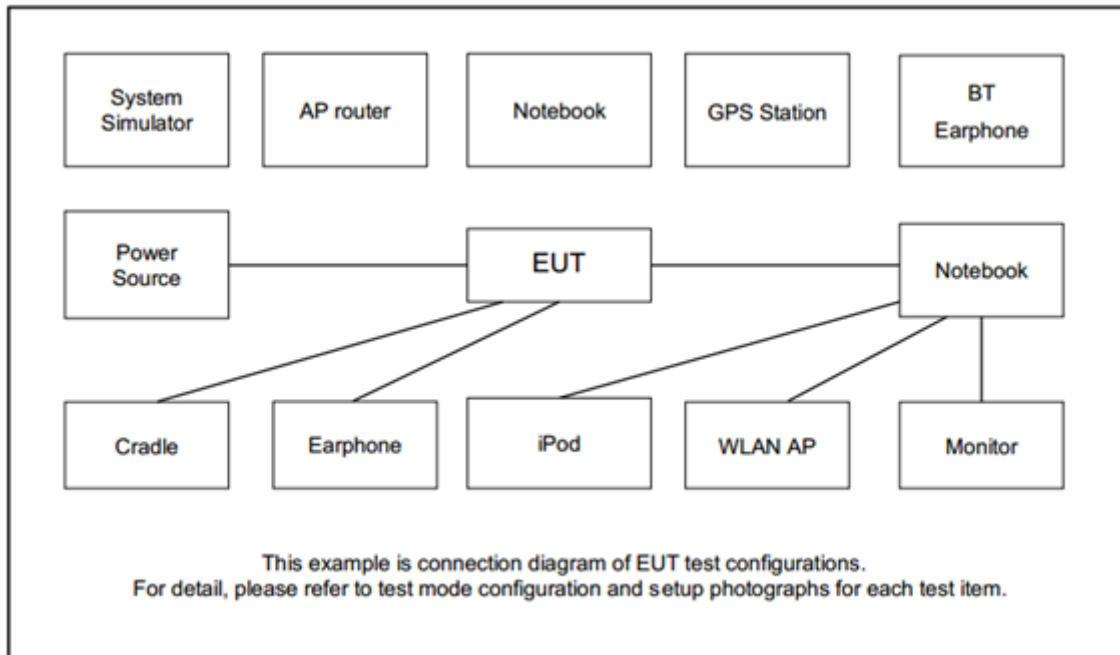 System
Simulator
AP router
Notebook
GPS Station
BT
Earphone
Power
Source
EUT
Notebook
Cradle
Earphone
iPod
WLAN AP
Monitor
This example is connection diagram of EUT test configurations.
For detail, please refer to test mode configuration and setup photographs for each test item.